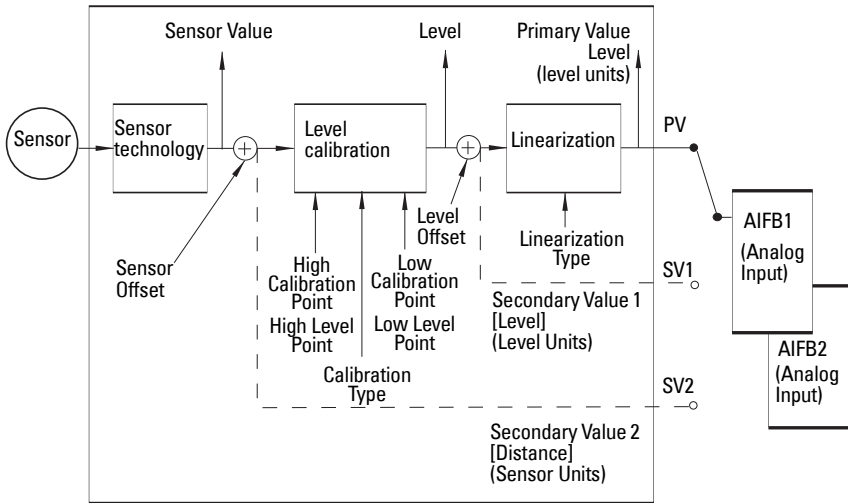 Sensor Value
Level
Primary Value
Level
(level units)
Sensor
Sensor
technology
Level
calibration
Linearization
PV
Sensor
Offset
High
Calibration
Point
High Level
Point
Low
Calibration
Point
Low Level
Point
Calibration
Type
Level
Offset
Linearization
Type
SV1
Secondary Value 1
[Level]
(Level Units)
AIFB1
(Analog
Input)
AIFB2
(Analog
Input)
SV2
Secondary Value 2
[Distance]
(Sensor Units)